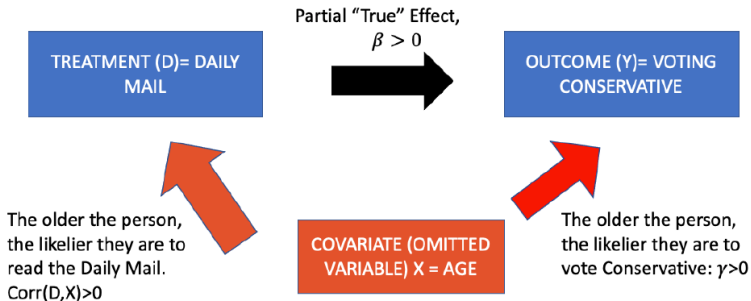 Partial “True” Effect,
𝛽 > 0
TREATMENT (D)= DAILY
MAIL
OUTCOME (Y)= VOTING
CONSERVATIVE
The older the person,
the likelier they are to
read the Daily Mail.
Corr(D,X)>0
COVARIATE (OMITTED
VARIABLE) X = AGE
The older the person,
the likelier they are to
vote Conservative: 𝛾>0